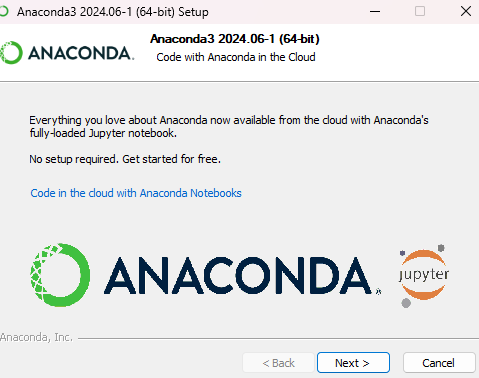 Anaconda3 2024.06-1 (64-bit) Setup
ANACONDA.
Anaconda3 2024.06-1 (64-bit)
Code with Anaconda in the Cloud
Everything you love about Anaconda now available from the cloud with Anaconda's
fully-loaded Jupyter notebook.
No setup required. Get started for free.
Code in the cloud with Anaconda Notebooks
ANACONDA®
jupyter
Anaconda, Inc.
< Back
Next >
Cancel